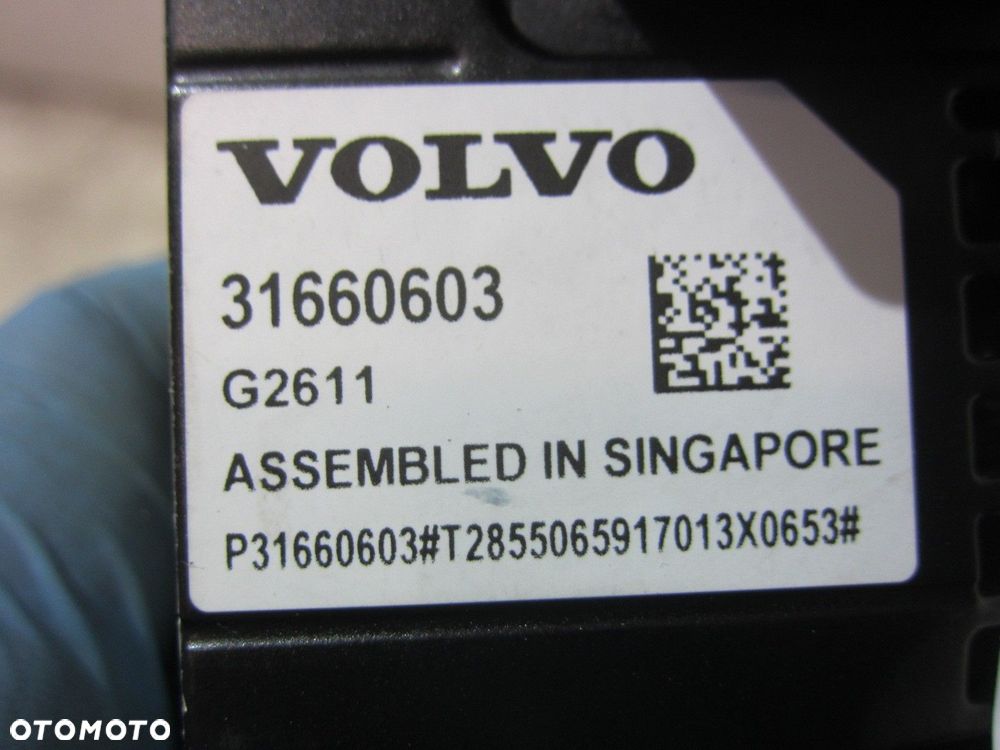 VOLVO
31660603
G2611
ASSEMBLED IN SINGAPORE
P31660603#T2855065917013X0653#
OTOMOTO